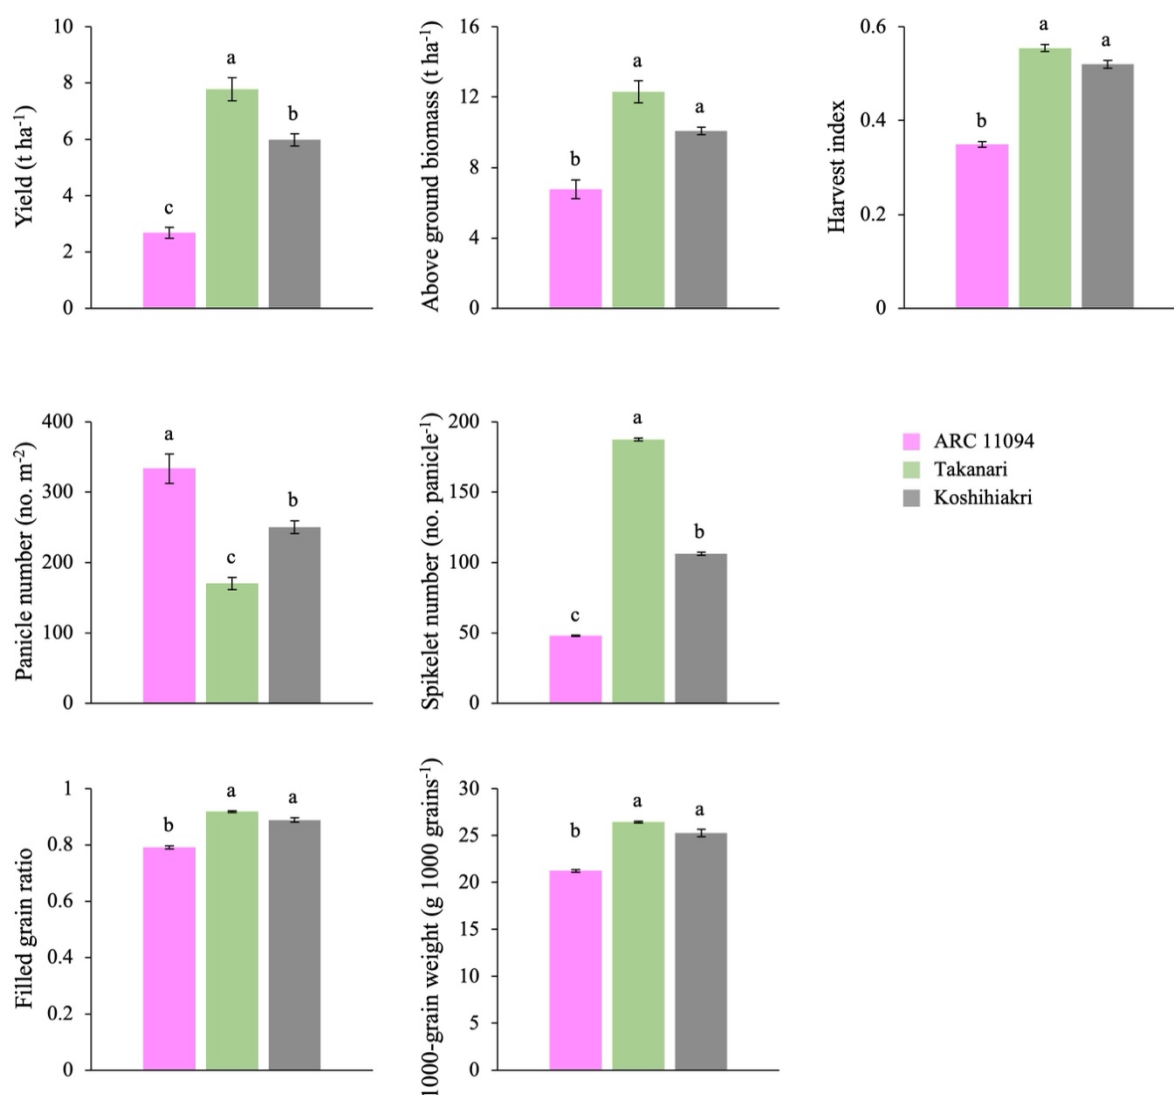 Yield (t ha⁻¹)
10
8
6
4
2
0
c
a
b
Above ground biomass (t ha⁻¹)
16
12
8
4
0
b
a
a
Harvest index
0.6
0.4
0.2
0
b
a
a
Panicle number (no. m⁻²)
400
300
200
100
0
a
c
b
Spikelet number (no. panicle⁻¹)
200
150
100
50
0
c
a
b
ARC 11094
Takanari
Koshihiakri
Filled grain ratio
1
0.8
0.6
0.4
0.2
0
b
a
a
1000-grain weight (g 1000 grains⁻¹)
30
25
20
15
10
5
0
b
a
a